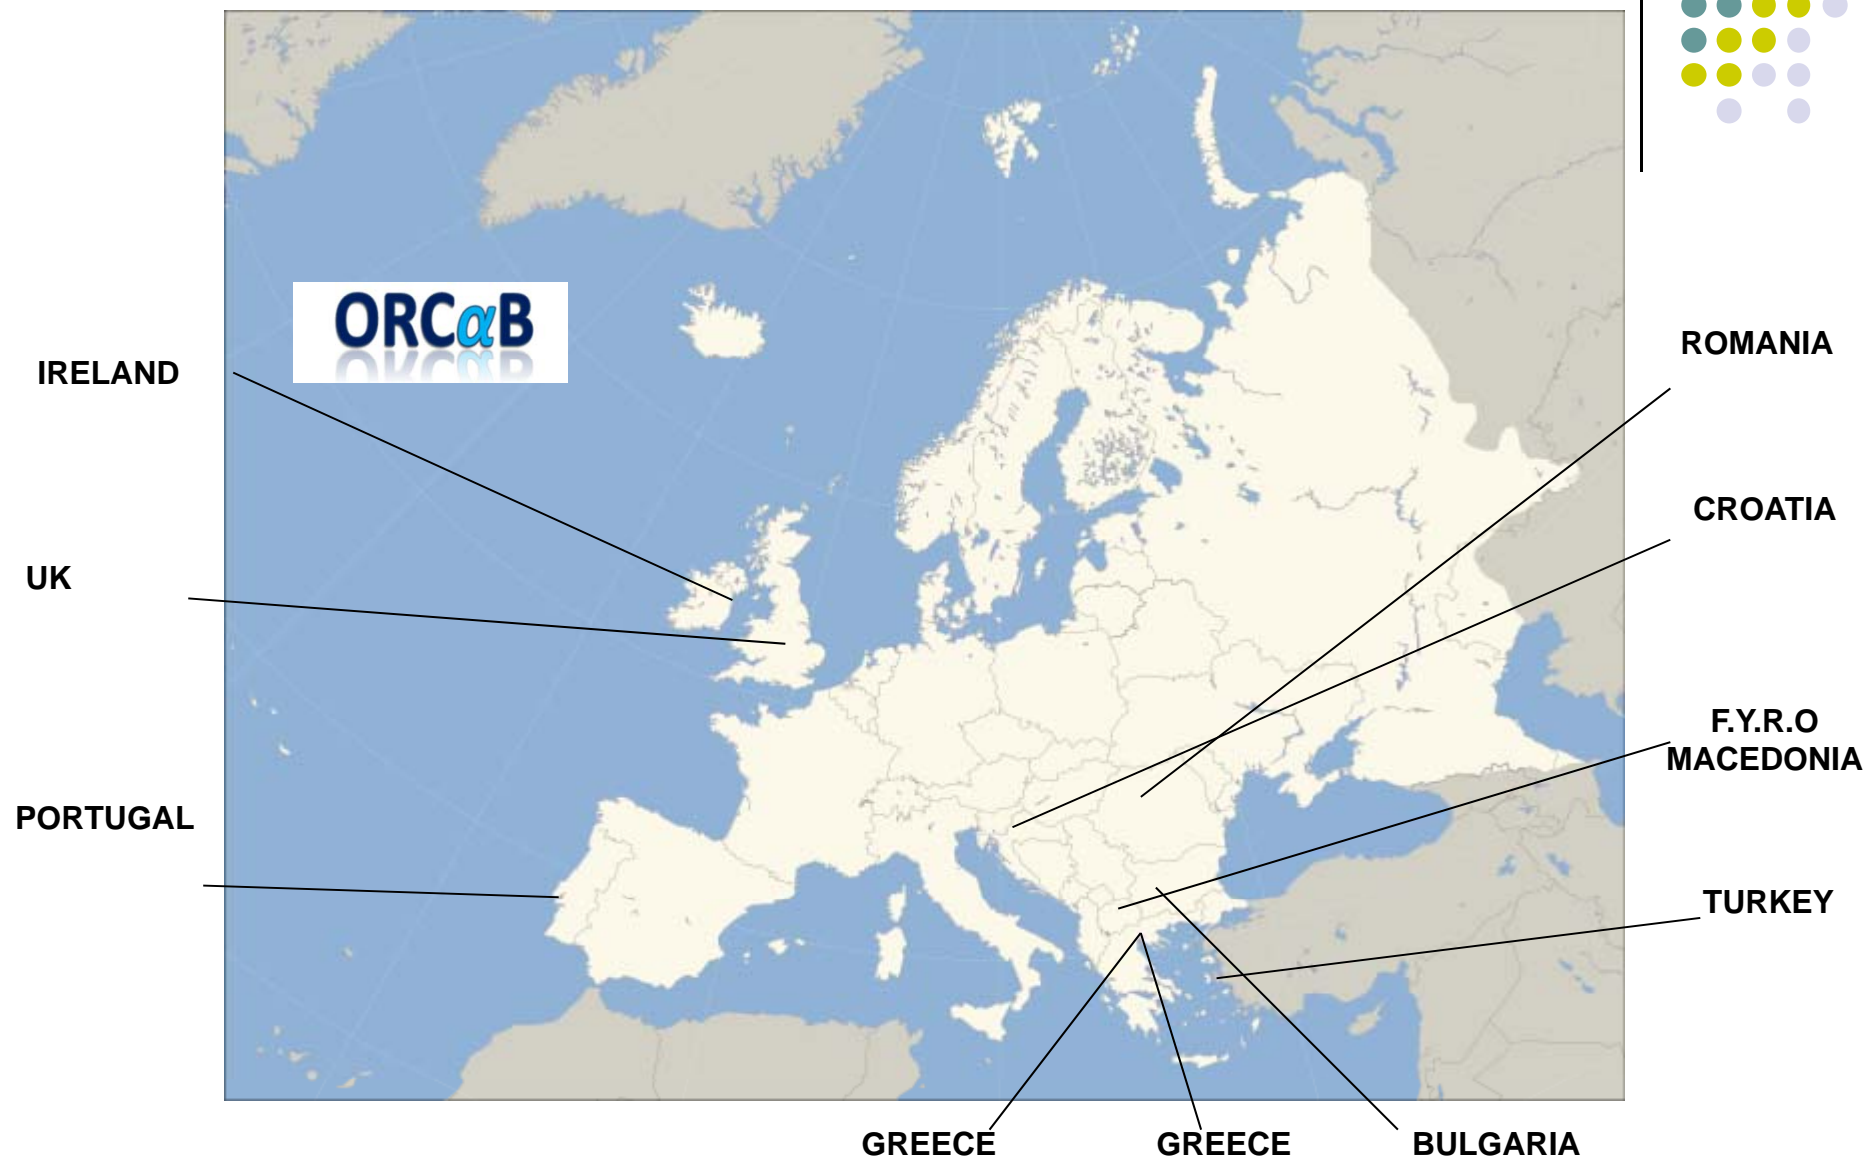 ORCαB
IRELAND
ROMANIA
CROATIA
UK
F.Y.R.O
MACEDONIA
PORTUGAL
TURKEY
GREECE
GREECE
BULGARIA